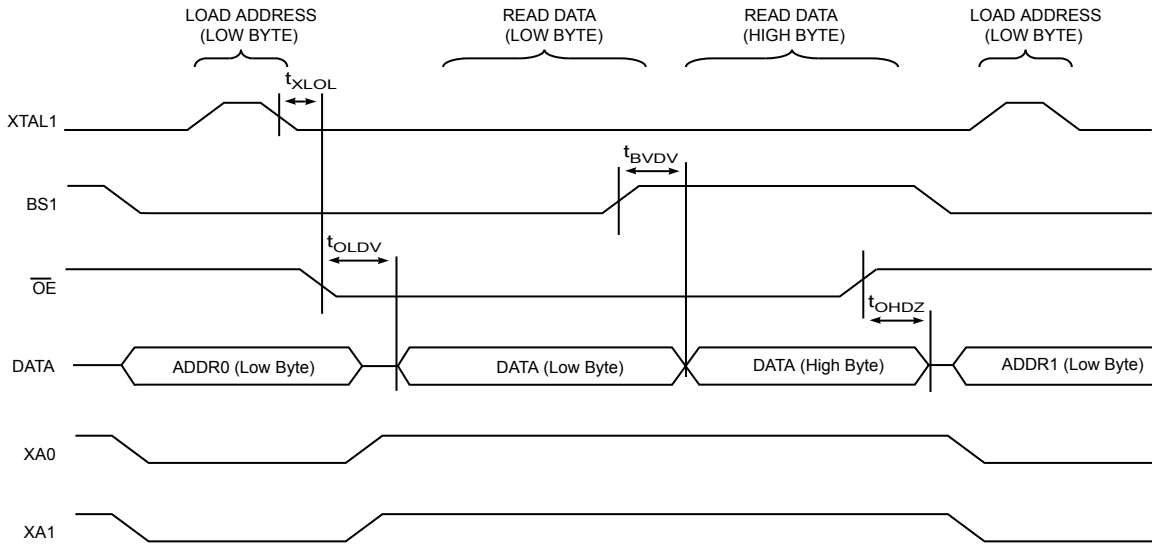 LOAD ADDRESS
(LOW BYTE)
READ DATA
(LOW BYTE)
READ DATA
(HIGH BYTE)
LOAD ADDRESS
(LOW BYTE)
tXLOL
XTAL1
tBVDV
BS1
tOLDV
OE
tOHDZ
DATA
ADDR0 (Low Byte)
DATA (Low Byte)
DATA (High Byte)
ADDR1 (Low Byte)
XA0
XA1